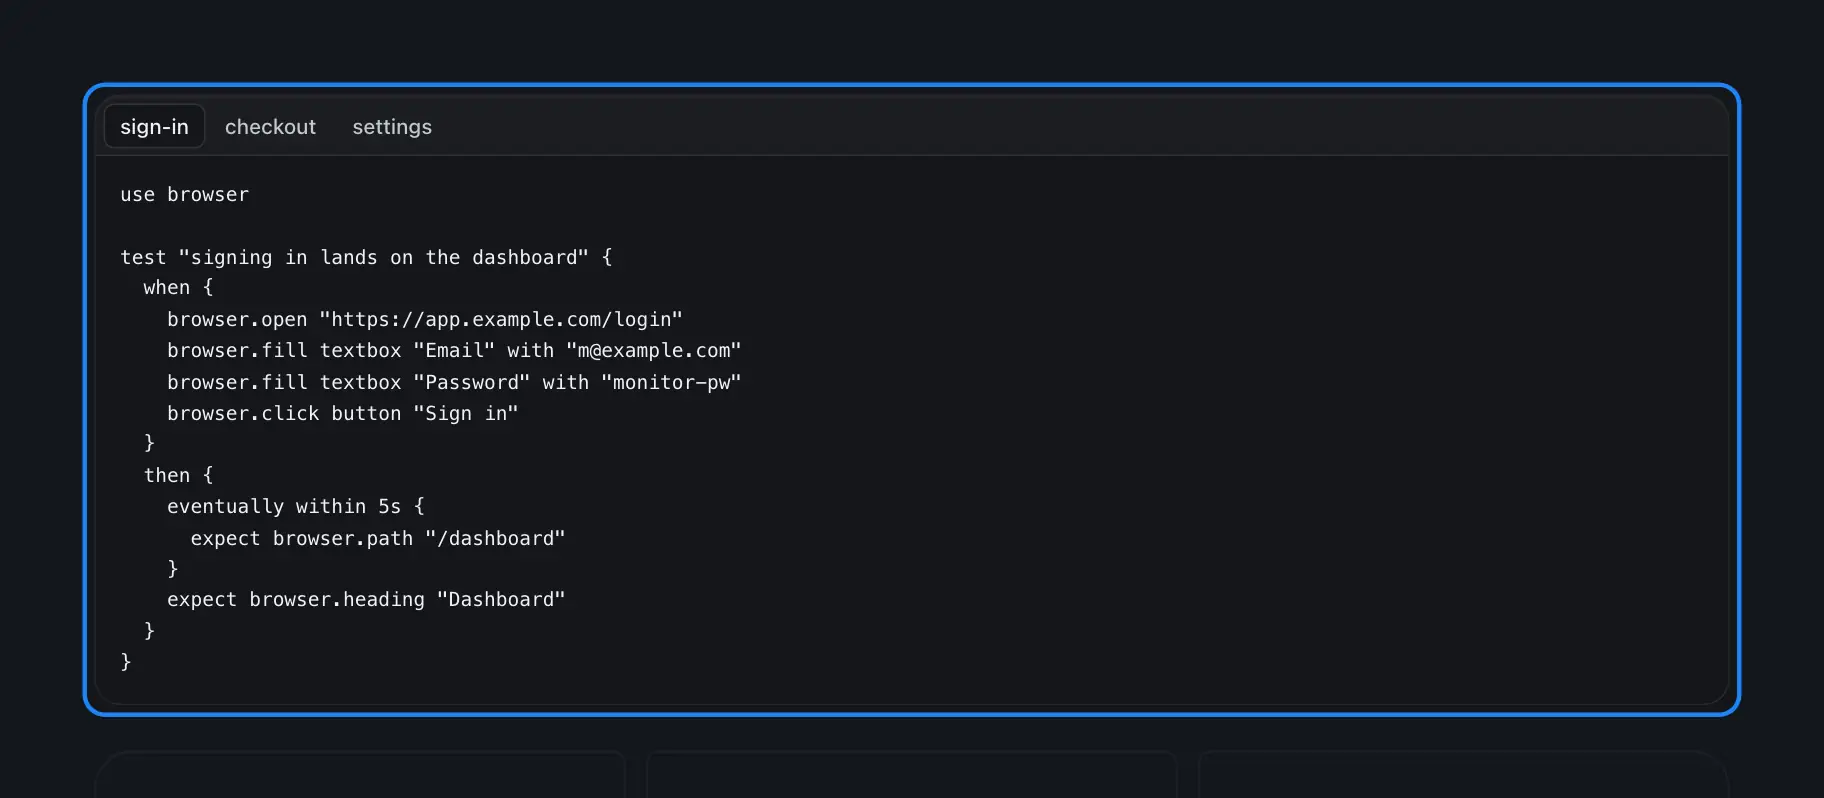 sign-in checkout settings
use browser
test "signing in lands on the dashboard" {
when {
browser.open "https://app.example.com/login"
browser.fill textbox "Email" with "m@example.com"
browser.fill textbox "Password" with "monitor-pw"
browser.click button "Sign in"
}
then {
eventually within 5s {
expect browser.path "/dashboard"
}
expect browser.heading "Dashboard"
}
}